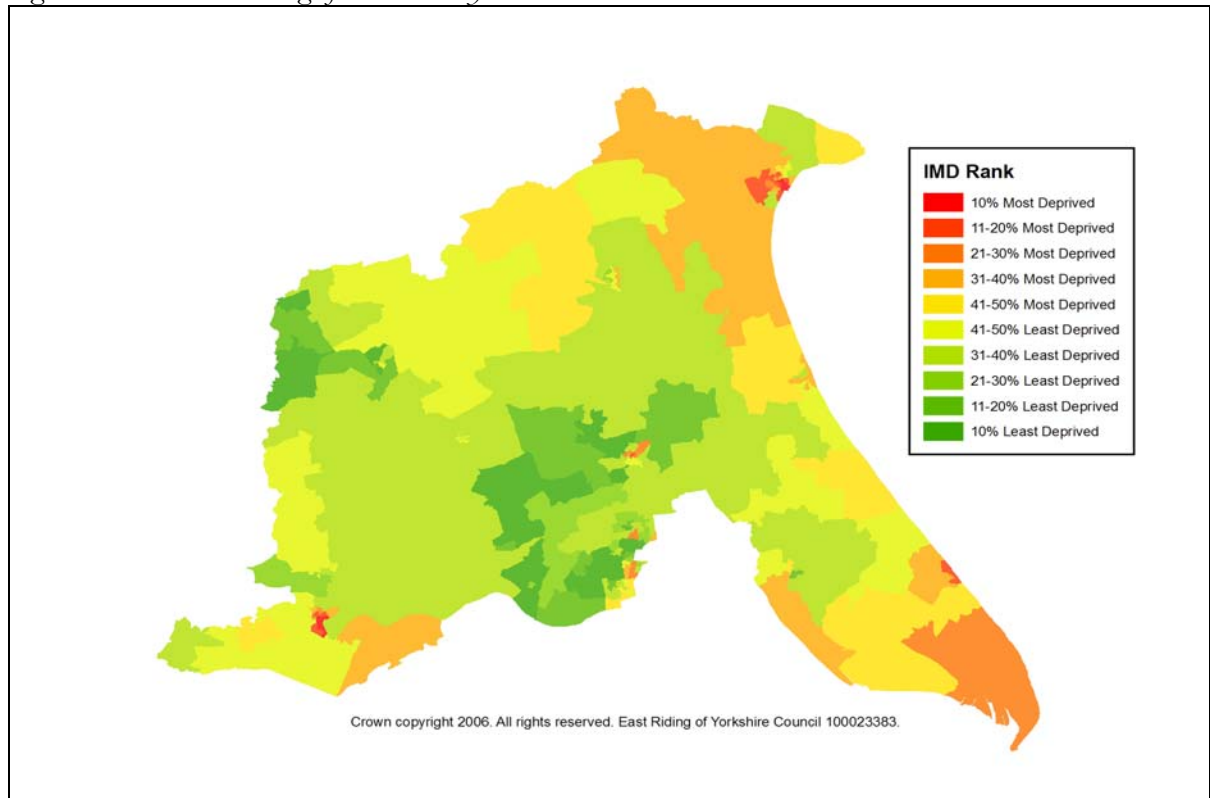 IMD Rank
10% Most Deprived
11-20% Most Deprived
21-30% Most Deprived
31-40% Most Deprived
41-50% Most Deprived
41-50% Least Deprived
31-40% Least Deprived
21-30% Least Deprived
11-20% Least Deprived
10% Least Deprived
Crown copyright 2006. All rights reserved. East Riding of Yorkshire Council 100023383.